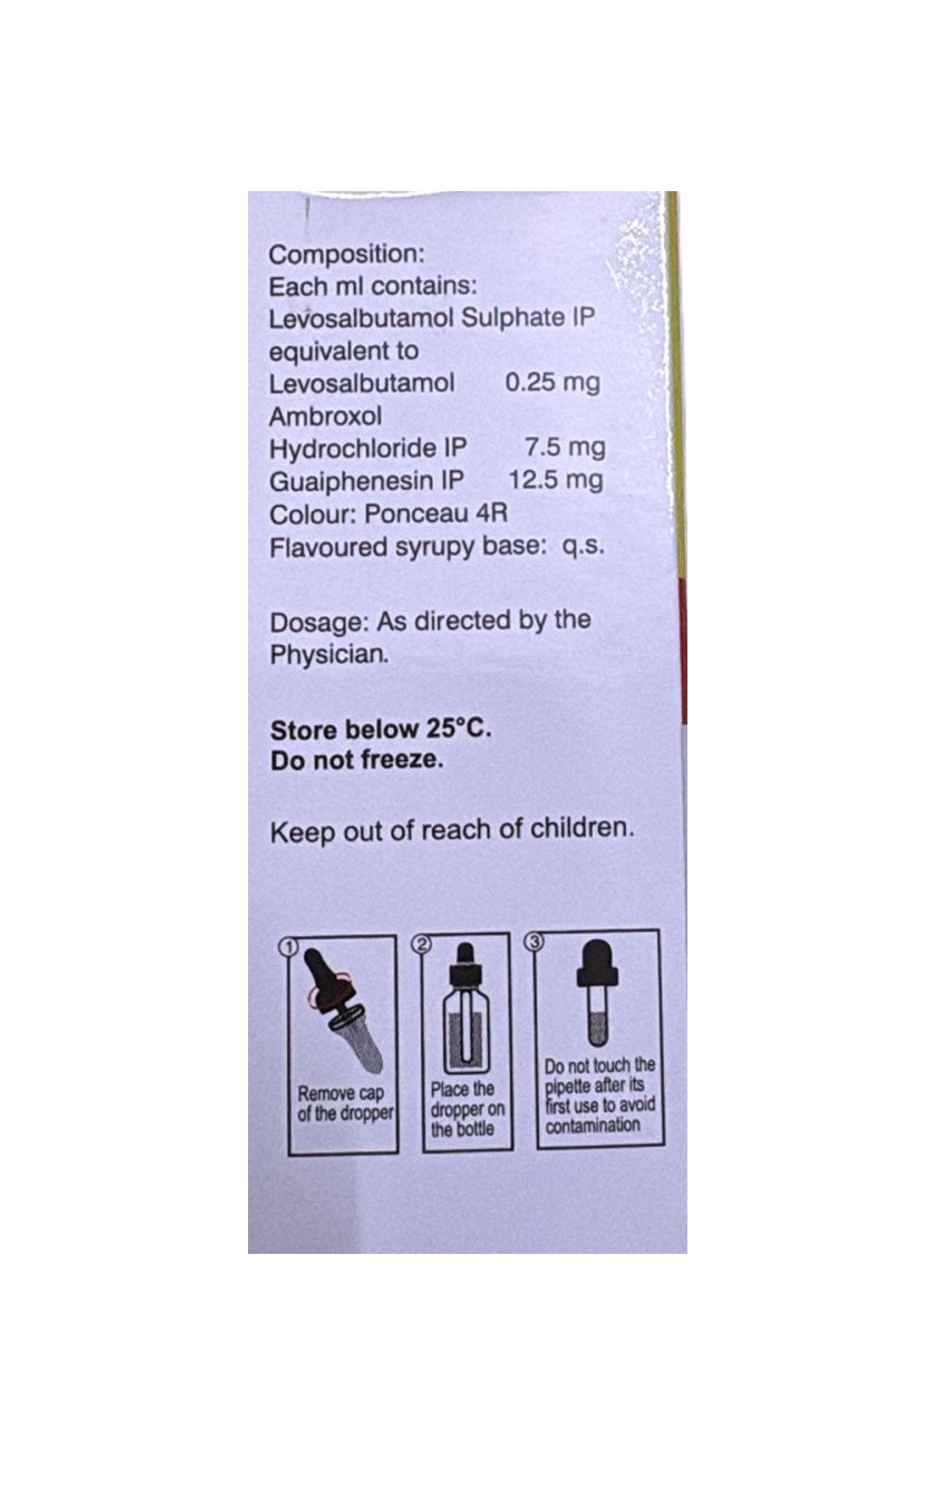 Composition:
Each ml contains:
Levosalbutamol Sulphate IP
equivalent to
Levosalbutamol 0.25 mg
Ambroxol
Hydrochloride IP 7.5 mg
Guaiphenesin IP 12.5 mg
Colour: Ponceau 4R
Flavoured syrupy base: q.s.
Dosage: As directed by the
Physician.
Store below 25°C.
Do not freeze.
Keep out of reach of children.
1
Remove cap
of the dropper
2
Place the
dropper on
the bottle
3
Do not touch the
pipette after its
first use to avoid
contamination